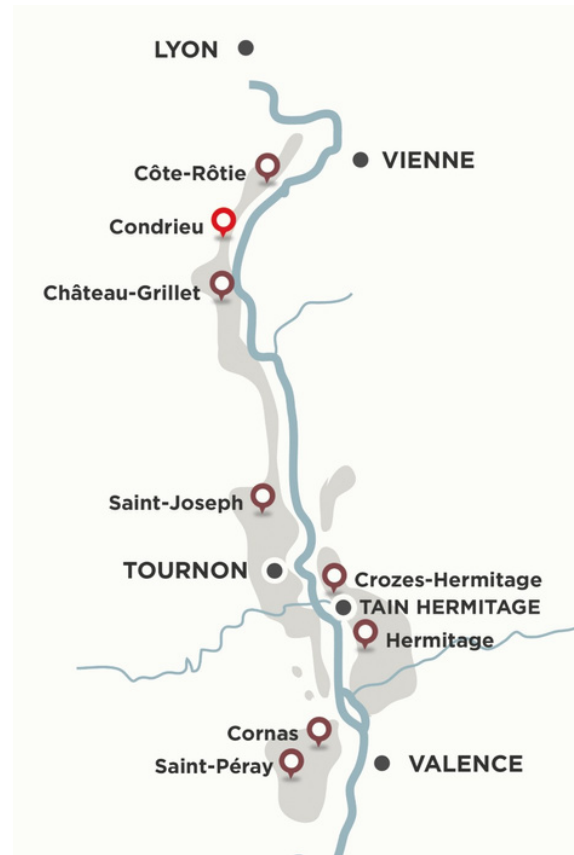 LYON
VIENNE
Côte-Rôtie
Condrieu
Château-Grillet
Saint-Joseph
TOURNON
Crozes-Hermitage
TAIN HERMITAGE
Hermitage
Cornas
Saint-Péray
VALENCE